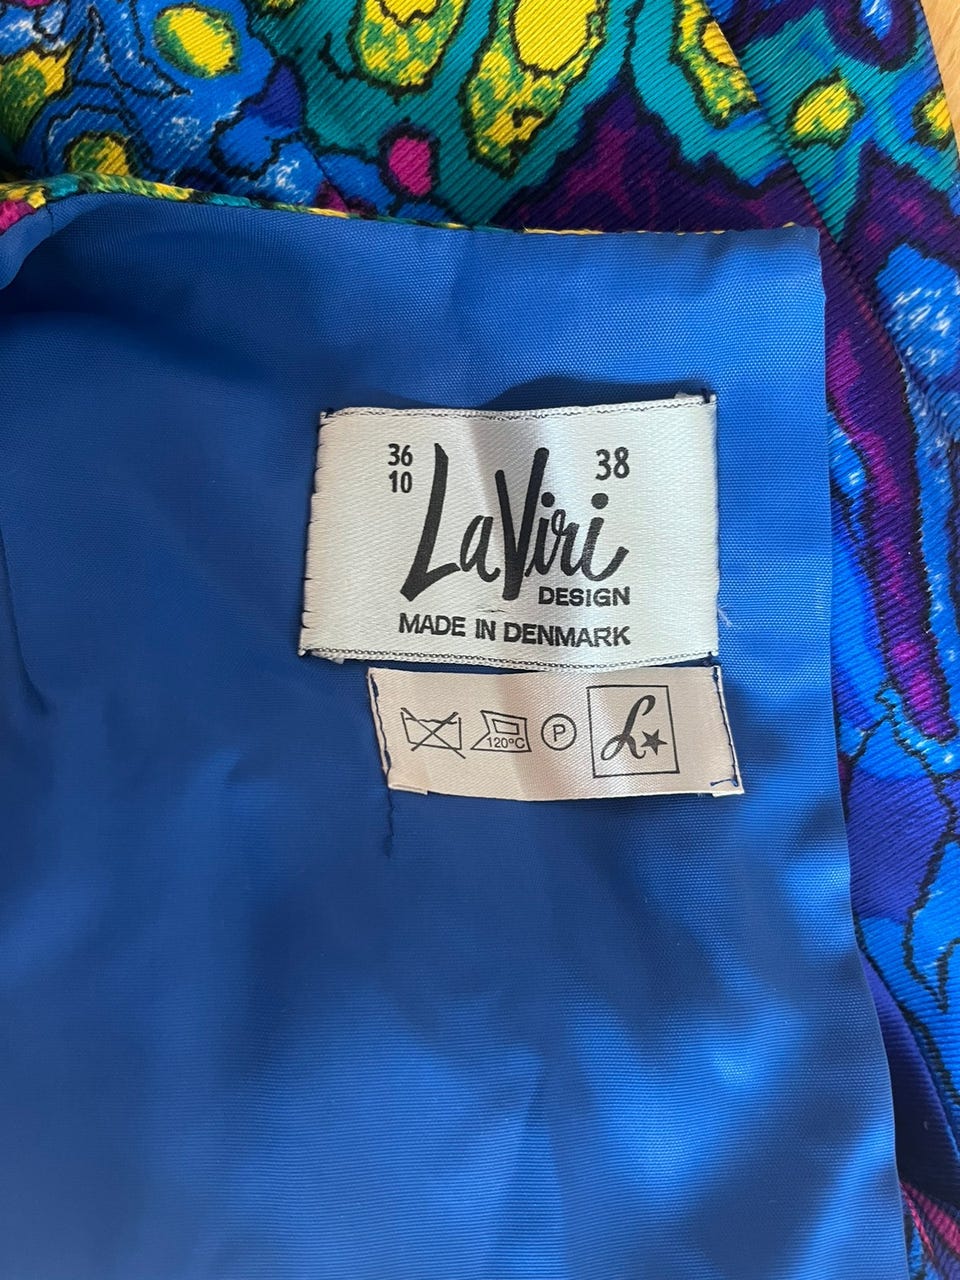 36 38
10
LaViri
DESIGN
MADE IN DENMARK
120°C
P
L